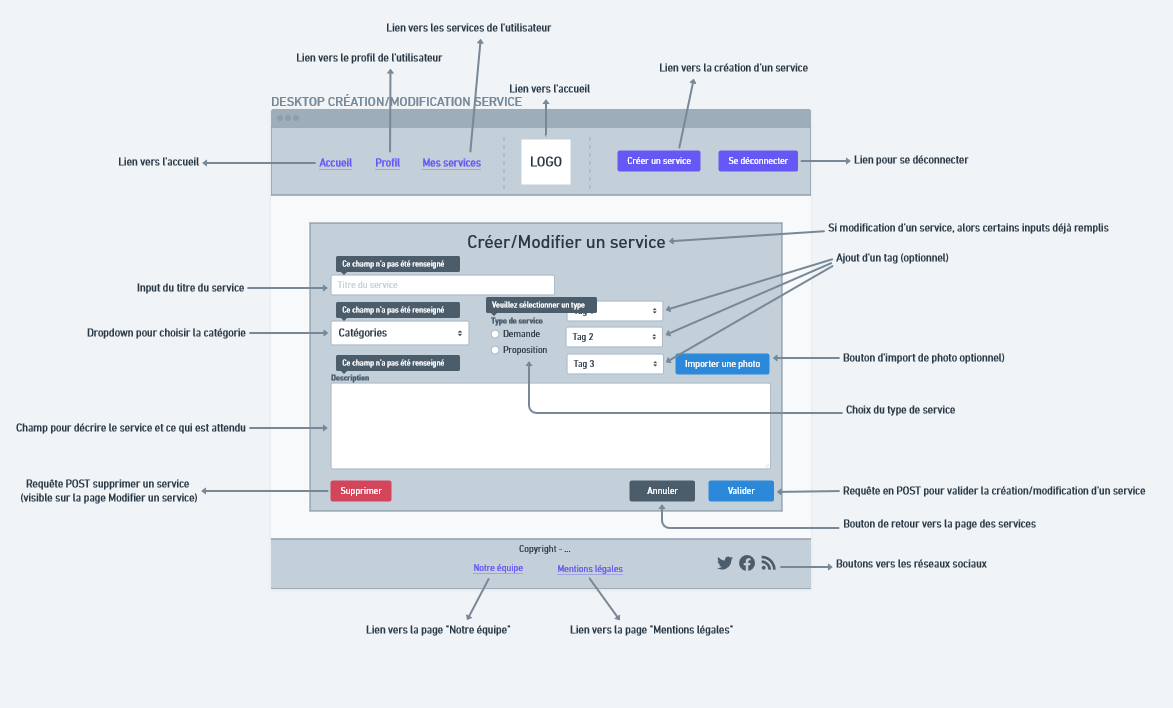 Lien vers les services de l'utilisateur
Lien vers le profil de l'utilisateur
Lien vers la création d'un service
Lien vers l'accueil
DESKTOP CRÉATION/MODIFICATION SERVICE
Lien vers l'accueil
Accueil
Profil
Mes services
LOGO
Créer un service
Se déconnecter
Lien pour se déconnecter
Créer/Modifier un service
Si modification d'un service, alors certains inputs déjà remplis
Ce champ n'a pas été renseigné
Ajout d'un tag (optionnel)
Input du titre du service
Titre du service
Ce champ n'a pas été renseigné
Veuillez sélectionner un type
Type de service
Dropdown pour choisir la catégorie
Catégories
Demande
Tag 2
Proposition
Ce champ n'a pas été renseigné
Tag 3
Importer une photo
Bouton d'import de photo optionnel)
Description
Choix du type de service
Champ pour décrire le service et ce qui est attendu
Requête POST supprimer un service
(visible sur la page Modifier un service)
Supprimer
Annuler
Valider
Requête en POST pour valider la création/modification d'un service
Bouton de retour vers la page des services
Copyright - ...
Notre équipe
Mentions légales
Boutons vers les réseaux sociaux
Lien vers la page "Notre équipe"
Lien vers la page "Mentions légales"